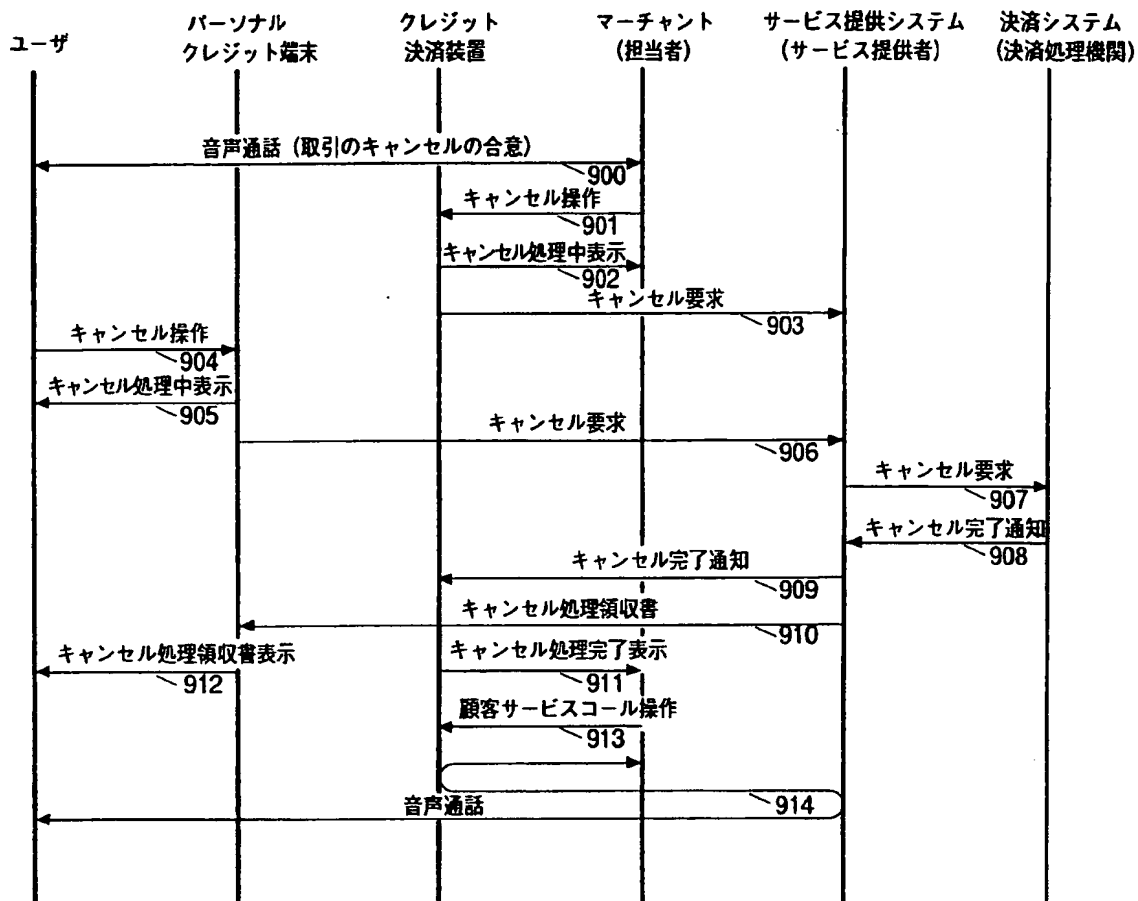 ユーザ
パーソナル
クレジット端末
クレジット
決済装置
マーチャント
(担当者)
サービス提供システム
(サービス提供者)
決済システム
(決済処理機関)
音声通話 (取引のキャンセルの合意)
900
キャンセル操作
901
キャンセル処理中表示
902
キャンセル要求
903
キャンセル操作
904
キャンセル処理中表示
905
キャンセル要求
906
キャンセル要求
907
キャンセル完了通知
908
キャンセル完了通知
909
キャンセル処理領収書
910
キャンセル処理領収書表示
912
キャンセル処理完了表示
911
顧客サービスコール操作
913
音声通話
914